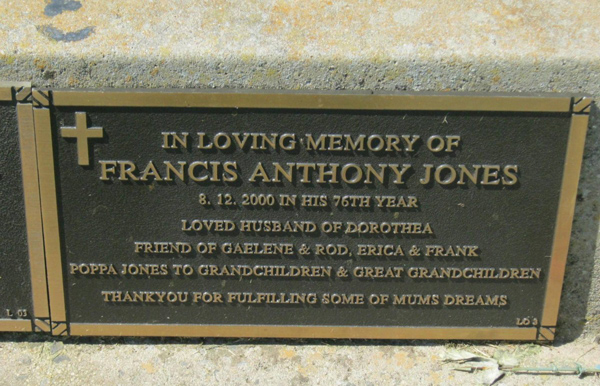 IN LOVING MEMORY OF
FRANCIS ANTHONY JONES
8. 12. 2000 IN HIS 76TH YEAR
LOVED HUSBAND OF DOROTHEA
FRIEND OF GAELENE & ROD, ERICA & FRANK
POPPA JONES TO GRANDCHILDREN & GREAT GRANDCHILDREN
THANKYOU FOR FULFILLING SOME OF MUMS DREAMS